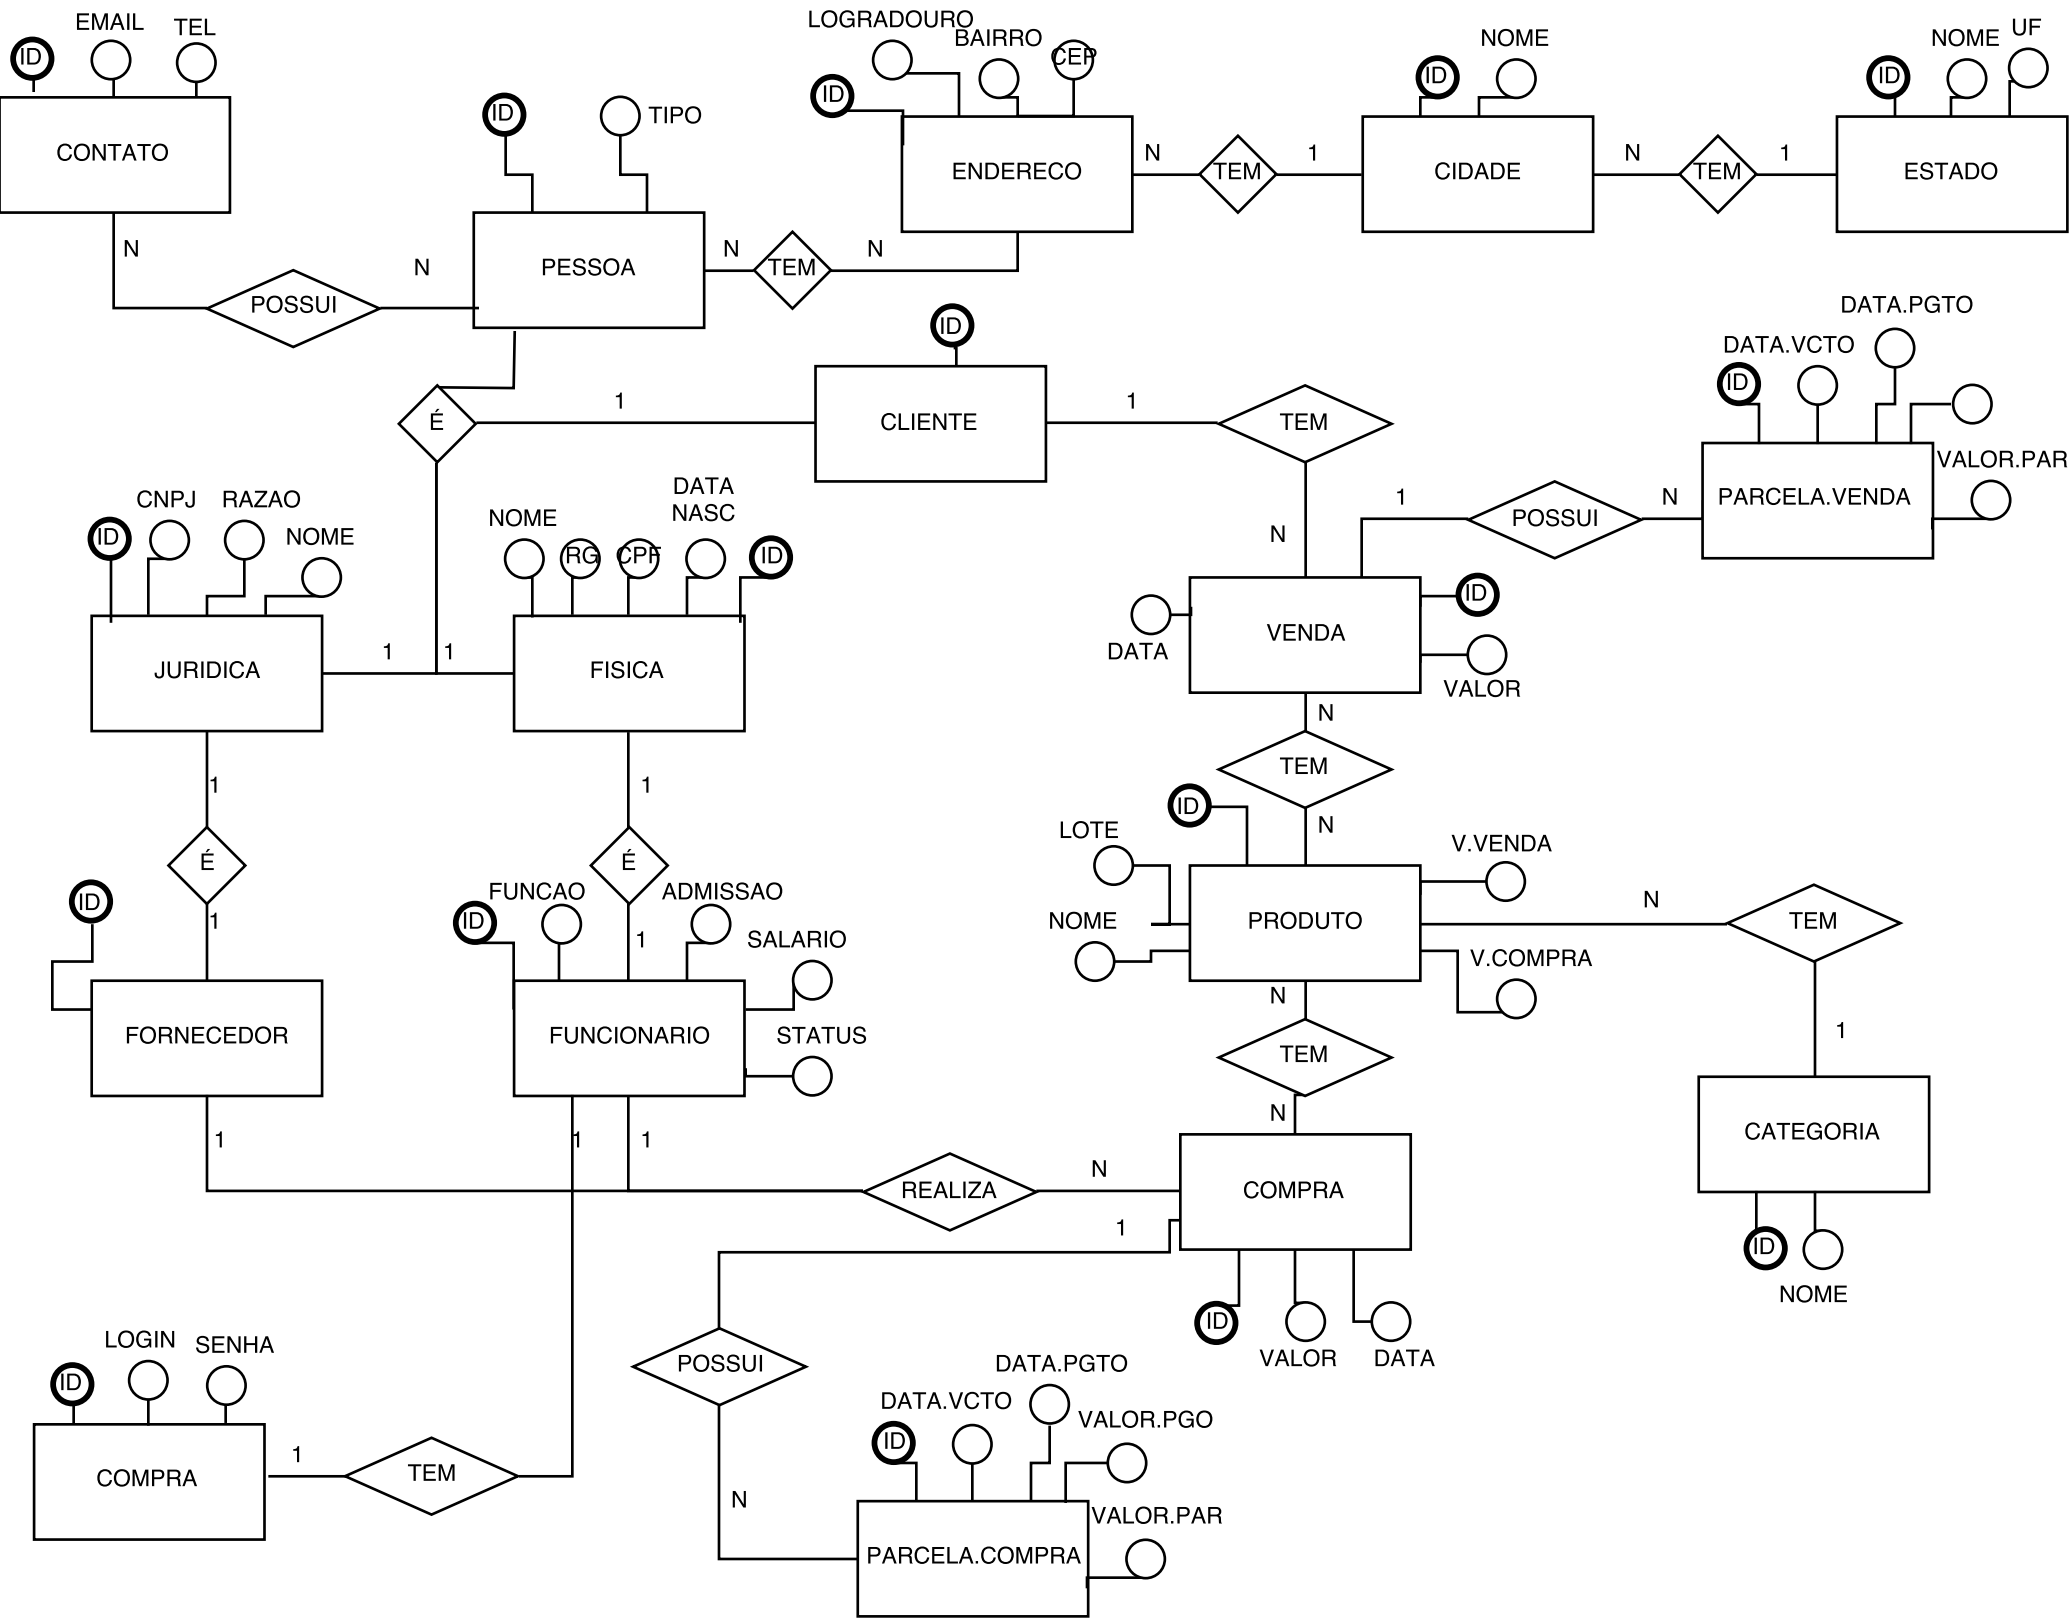 EMAIL
TEL
ID
CONTATO
N
POSSUI
N
ID
TIPO
PESSOA
N
TEM
N
LOGRADOURO
BAIRRO
CEP
ID
ENDERECO
N
TEM
1
ID
NOME
CIDADE
N
TEM
1
ID
NOME
UF
ESTADO
É
1
ID
CLIENTE
1
TEM
N
DATA.PGTO
DATA.VCTO
ID
VALOR.PAR
PARCELA.VENDA
N
POSSUI
1
ID
CNPJ
RAZAO
NOME
JURIDICA
1
1
NOME
RG
CPF
DATA
NASC
ID
FISICA
DATA
VENDA
ID
VALOR
N
TEM
N
1
É
1
1
É
1
ID
FORNECEDOR
1
ID
FUNCAO
ADMISSAO
SALARIO
STATUS
FUNCIONARIO
1
1
ID
LOTE
NOME
PRODUTO
V.VENDA
V.COMPRA
N
TEM
1
CATEGORIA
ID
NOME
N
TEM
N
REALIZA
N
COMPRA
1
ID
VALOR
DATA
POSSUI
N
DATA.PGTO
DATA.VCTO
ID
VALOR.PGO
VALOR.PAR
PARCELA.COMPRA
LOGIN
SENHA
ID
COMPRA
1
TEM